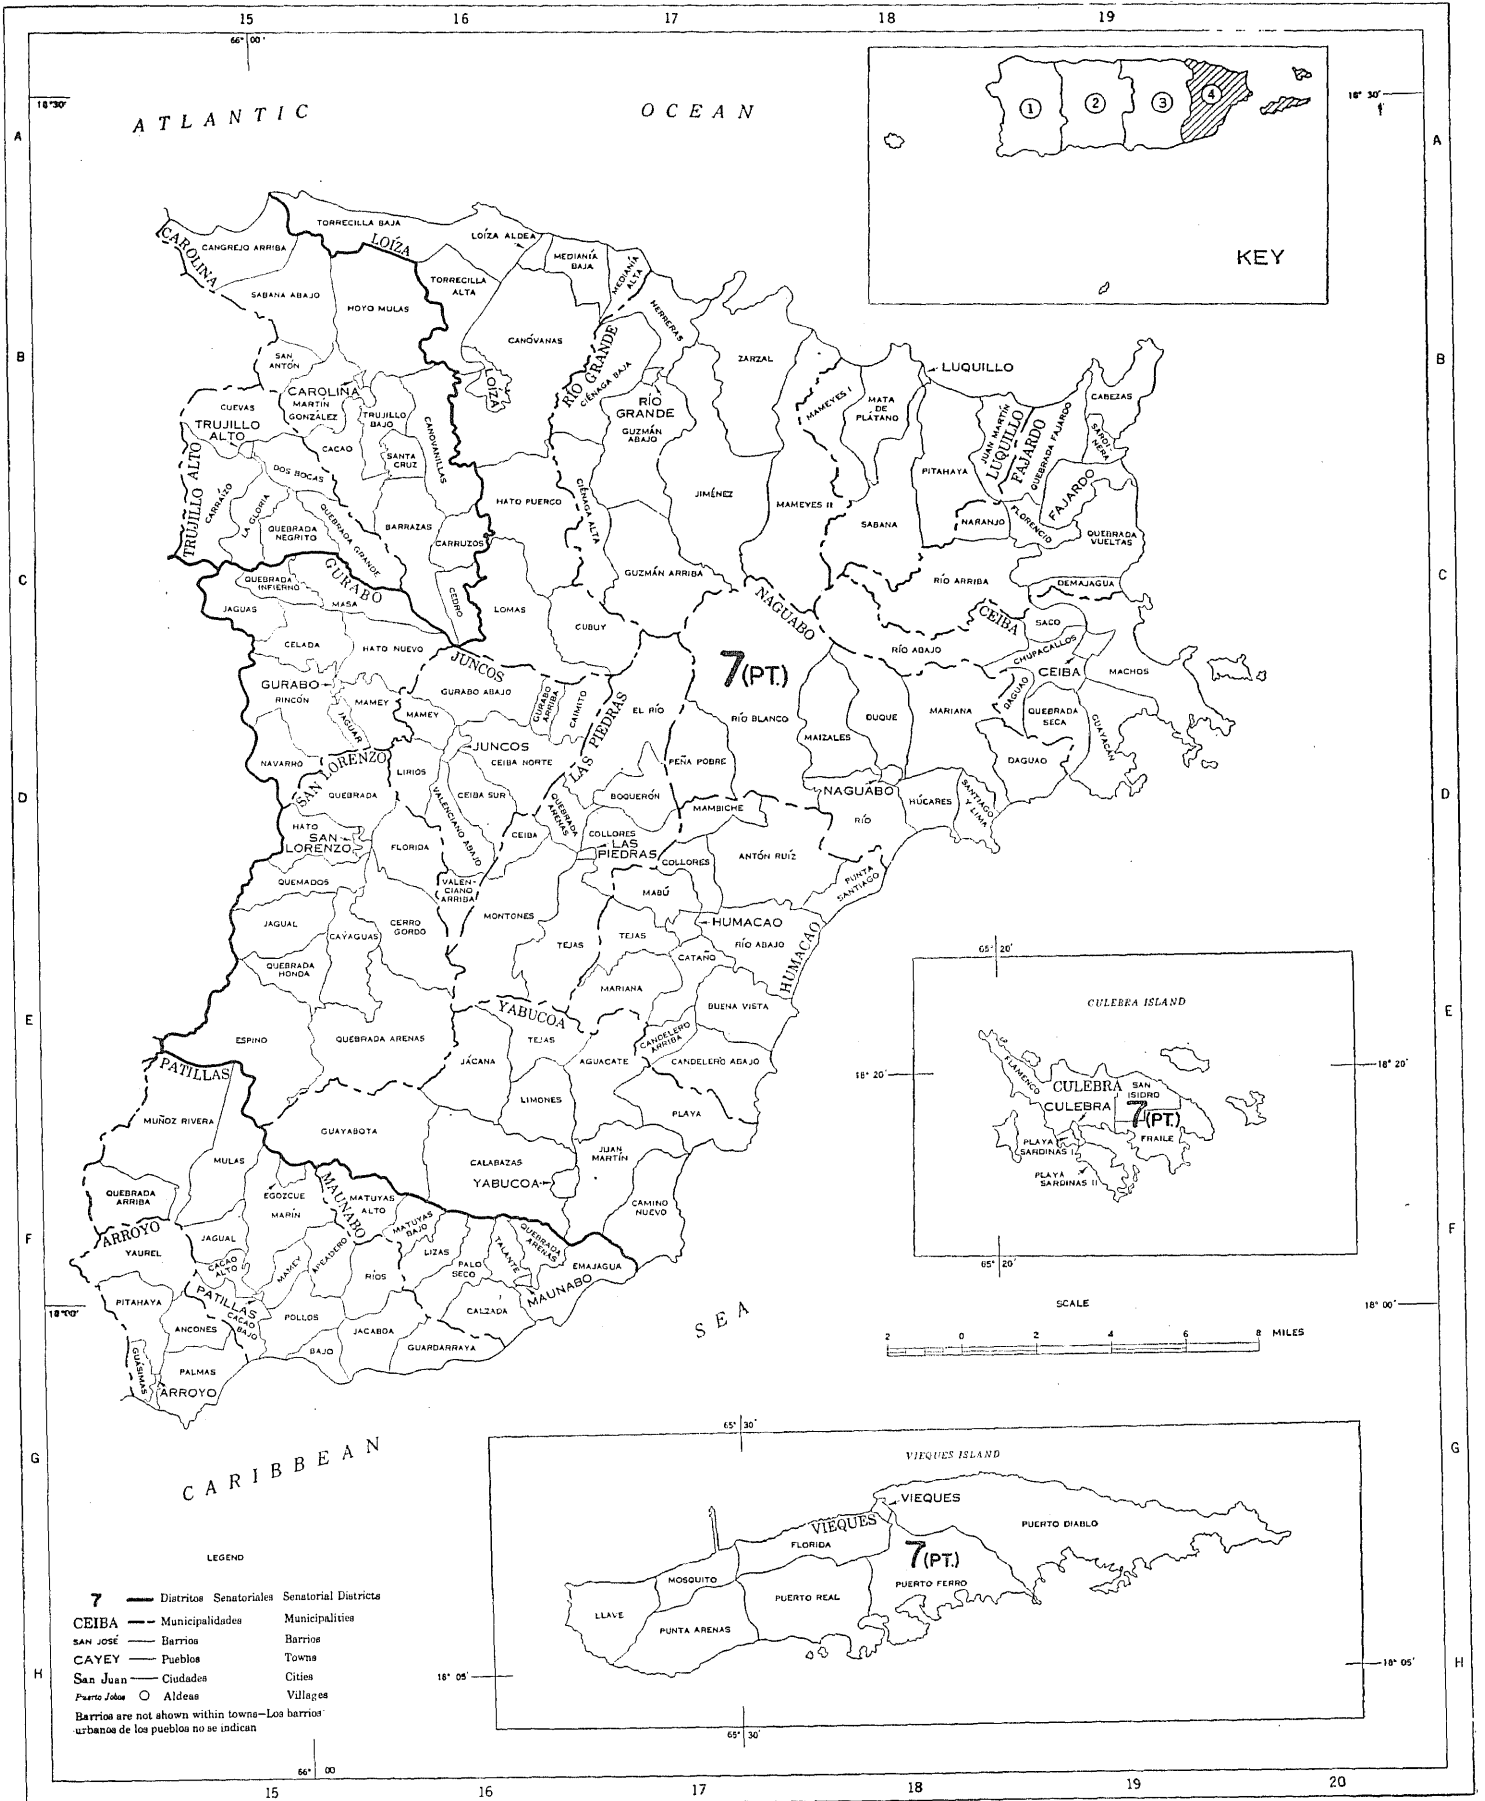 15 16 17 18 19
66° 00'
18°30'
ATLANTIC OCEAN
18° 30'
A A
1 2 3 4
KEY
TORRECILLA BAJA
LOÍZA ALDEA
CAROLINA
CANGREJO ARRIBA
LOÍZA
MEDIANÍA
BAJA
MEDIANÍA
ALTA
TORRECILLA
ALTA
SABANA ABAJO
HOYO MULAS
HERRERAS
CANÓVANAS
B B
SAN
ANTÓN
RÍO GRANDE
CIÉNAGA BAJA
ZARZAL
LUQUILLO
LOÍZA
CAROLINA
MARTÍN
GONZÁLEZ
CUEVAS
TRUJILLO
ALTO
TRUJILLO
BAJO
CANOVANILLAS
RÍO
GRANDE
GUZMÁN
ABAJO
MAMEYES I
MATA
DE
PLÁTANO
JUAN MARTÍN
LUQUILLO
FAJARDO
QUEBRADA FAJARDO
CABEZAS
SARDI-
NERA
CACAO
SANTA
CRUZ
DOS BOCAS
PITAHAYA
FAJARDO
TRUJILLO ALTO
CARRAÍZO
LA GLORIA
QUEBRADA
NEGRITO
QUEBRADA GRANDE
BARRAZAS
CARRUZOS
HATO PUERCO
CIÉNAGA ALTA
JIMÉNEZ
MAMEYES II
SABANA
NARANJO
FLORENCIO
QUEBRADA
VUELTAS
C C
GURABO
QUEBRADA
INFIERNO
MASA
JAGUAS
CEDRO
LOMAS
GUZMÁN ARRIBA
RÍO ARRIBA
DEMAJAGUA
CUBUY
NAGUABO
CEIBA
SACO
CHUPACALLOS
CELADA
HATO NUEVO
JUNCOS
7 (PT.)
RÍO ABAJO
CEIBA
MACHOS
GURABO
RINCÓN
MAMEY
GURABO ABAJO
GURABO
ARRIBA
CAIMITO
LAS PIEDRAS
EL RÍO
RÍO BLANCO
MAIZALES
DUQUE
MARIANA
DAGUAO
QUEBRADA
SECA
GUAYACÁN
JAGUAR
MAMEY
JUNCOS
CEIBA NORTE
NAVARRO
SAN LORENZO
LIRIOS
PEÑA POBRE
DAGUAO
D D
QUEBRADA
VALENCIANO ABAJO
CEIBA SUR
QUEBRADA
ARENAS
BOQUERÓN
MAMBICHE
NAGUABO
HÚCARES
SANTIAGO
Y LIMA
HATO
SAN
LORENZO
FLORIDA
CEIBA
COLLORES
LAS
PIEDRAS
COLLORES
ANTÓN RUÍZ
RÍO
QUEMADOS
VALEN-
CIANO
ARRIBA
MABÚ
PUNTA
SANTIAGO
JAGUAL
CAYAGUAS
CERRO
GORDO
MONTONES
TEJAS
TEJAS
HUMACAO
RÍO ABAJO
HUMACAO
CATAÑO
QUEBRADA
HONDA
MARIANA
BUENA VISTA
65° 20'
CULEBRA ISLAND
E E
YABUCOA
ESPINO
QUEBRADA ARENAS
JÁCANA
TEJAS
AGUACATE
CANDELERO
ARRIBA
CANDELERO ABAJO
18° 20' 18° 20'
FLAMENCO
CULEBRA
SAN
ISIDRO
CULEBRA
7 (PT.)
PLAYA
SARDINAS I
FRAILE
PLAYA
SARDINAS II
PATILLAS
MUÑOZ RIVERA
GUAYABOTA
LIMONES
PLAYA
MULAS
CALABAZAS
YABUCOA
JUAN
MARTÍN
CAMINO
NUEVO
QUEBRADA
ARRIBA
EGOZCUE
MARÍN
MAUNABO
MATUYAS
ALTO
MATUYAS
BAJO
F F
ARROYO
YAUREL
JAGUAL
CACAO
ALTO
MAMEY
APEADERO
RÍOS
LIZAS
PALO
SECO
TALANTE
QUEBRADA
ARENAS
EMAJAGUA
MAUNABO
65° 20'
PITAHAYA
PATILLAS
CACAO
BAJO
POLLOS
CALZADA
18°00' 18° 00'
ANCONES
JACABOA
BAJO
GUARDARRAYA
SEA
SCALE
2 0 2 4 6 8 MILES
GUÁSIMAS
PALMAS
ARROYO
CARIBBEAN
G G
65° 30'
VIEQUES ISLAND
VIEQUES
VIEQUES
FLORIDA
PUERTO DIABLO
7 (PT.)
MOSQUITO
PUERTO REAL
PUERTO FERRO
LLAVE
PUNTA ARENAS
18° 05' 18° 05'
65° 30'
LEGEND
7 Distritos Senatoriales Senatorial Districts
CEIBA Municipalidades Municipalities
SAN JOSÉ Barrios Barrios
CAYEY Pueblos Towns
San Juan Ciudades Cities
Puerto Jobos Aldeas Villages
Barrios are not shown within towns—Los barrios
urbanos de los pueblos no se indican
H H
66° 00
15 16 17 18 19 20